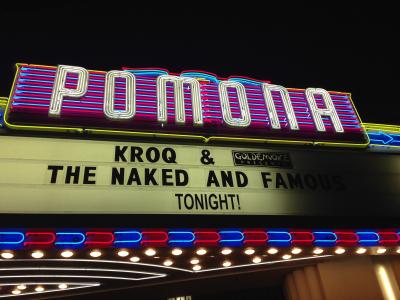 POMONA
KROQ & GOLDENVOICE
THE NAKED AND FAMOUS
TONIGHT!